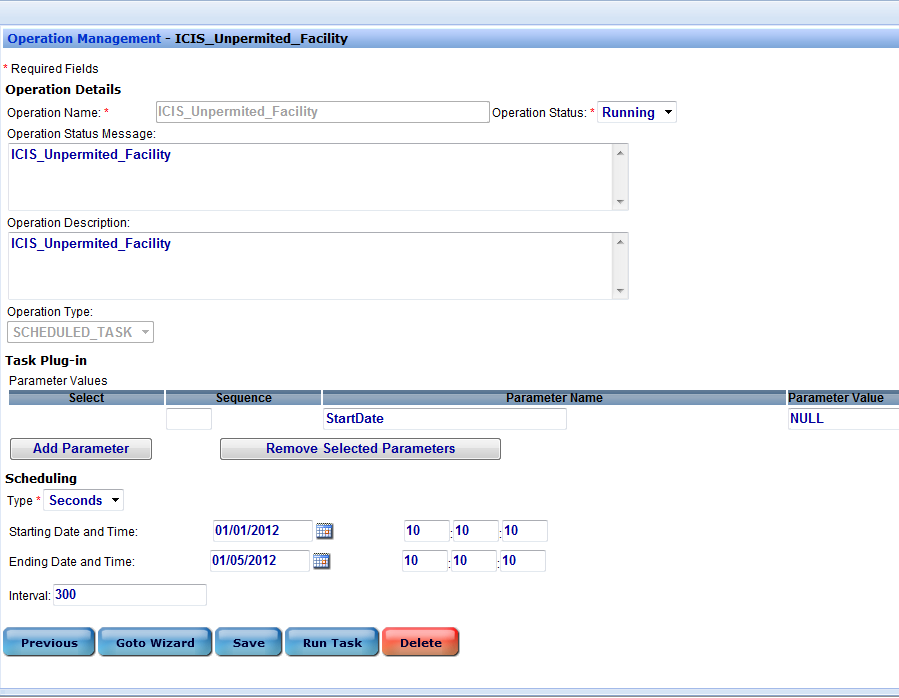 Operation Management - ICIS_Unpermited_Facility
* Required Fields
Operation Details
Operation Name: * ICIS_Unpermited_Facility Operation Status: * Running
Operation Status Message:
ICIS_Unpermited_Facility
Operation Description:
ICIS_Unpermited_Facility
Operation Type:
SCHEDULED_TASK
Task Plug-in
Parameter Values
Select Sequence Parameter Name Parameter Value
StartDate NULL
Add Parameter Remove Selected Parameters
Scheduling
Type * Seconds
Starting Date and Time: 01/01/2012 10 : 10 : 10
Ending Date and Time: 01/05/2012 10 : 10 : 10
Interval: 300
Previous Goto Wizard Save Run Task Delete